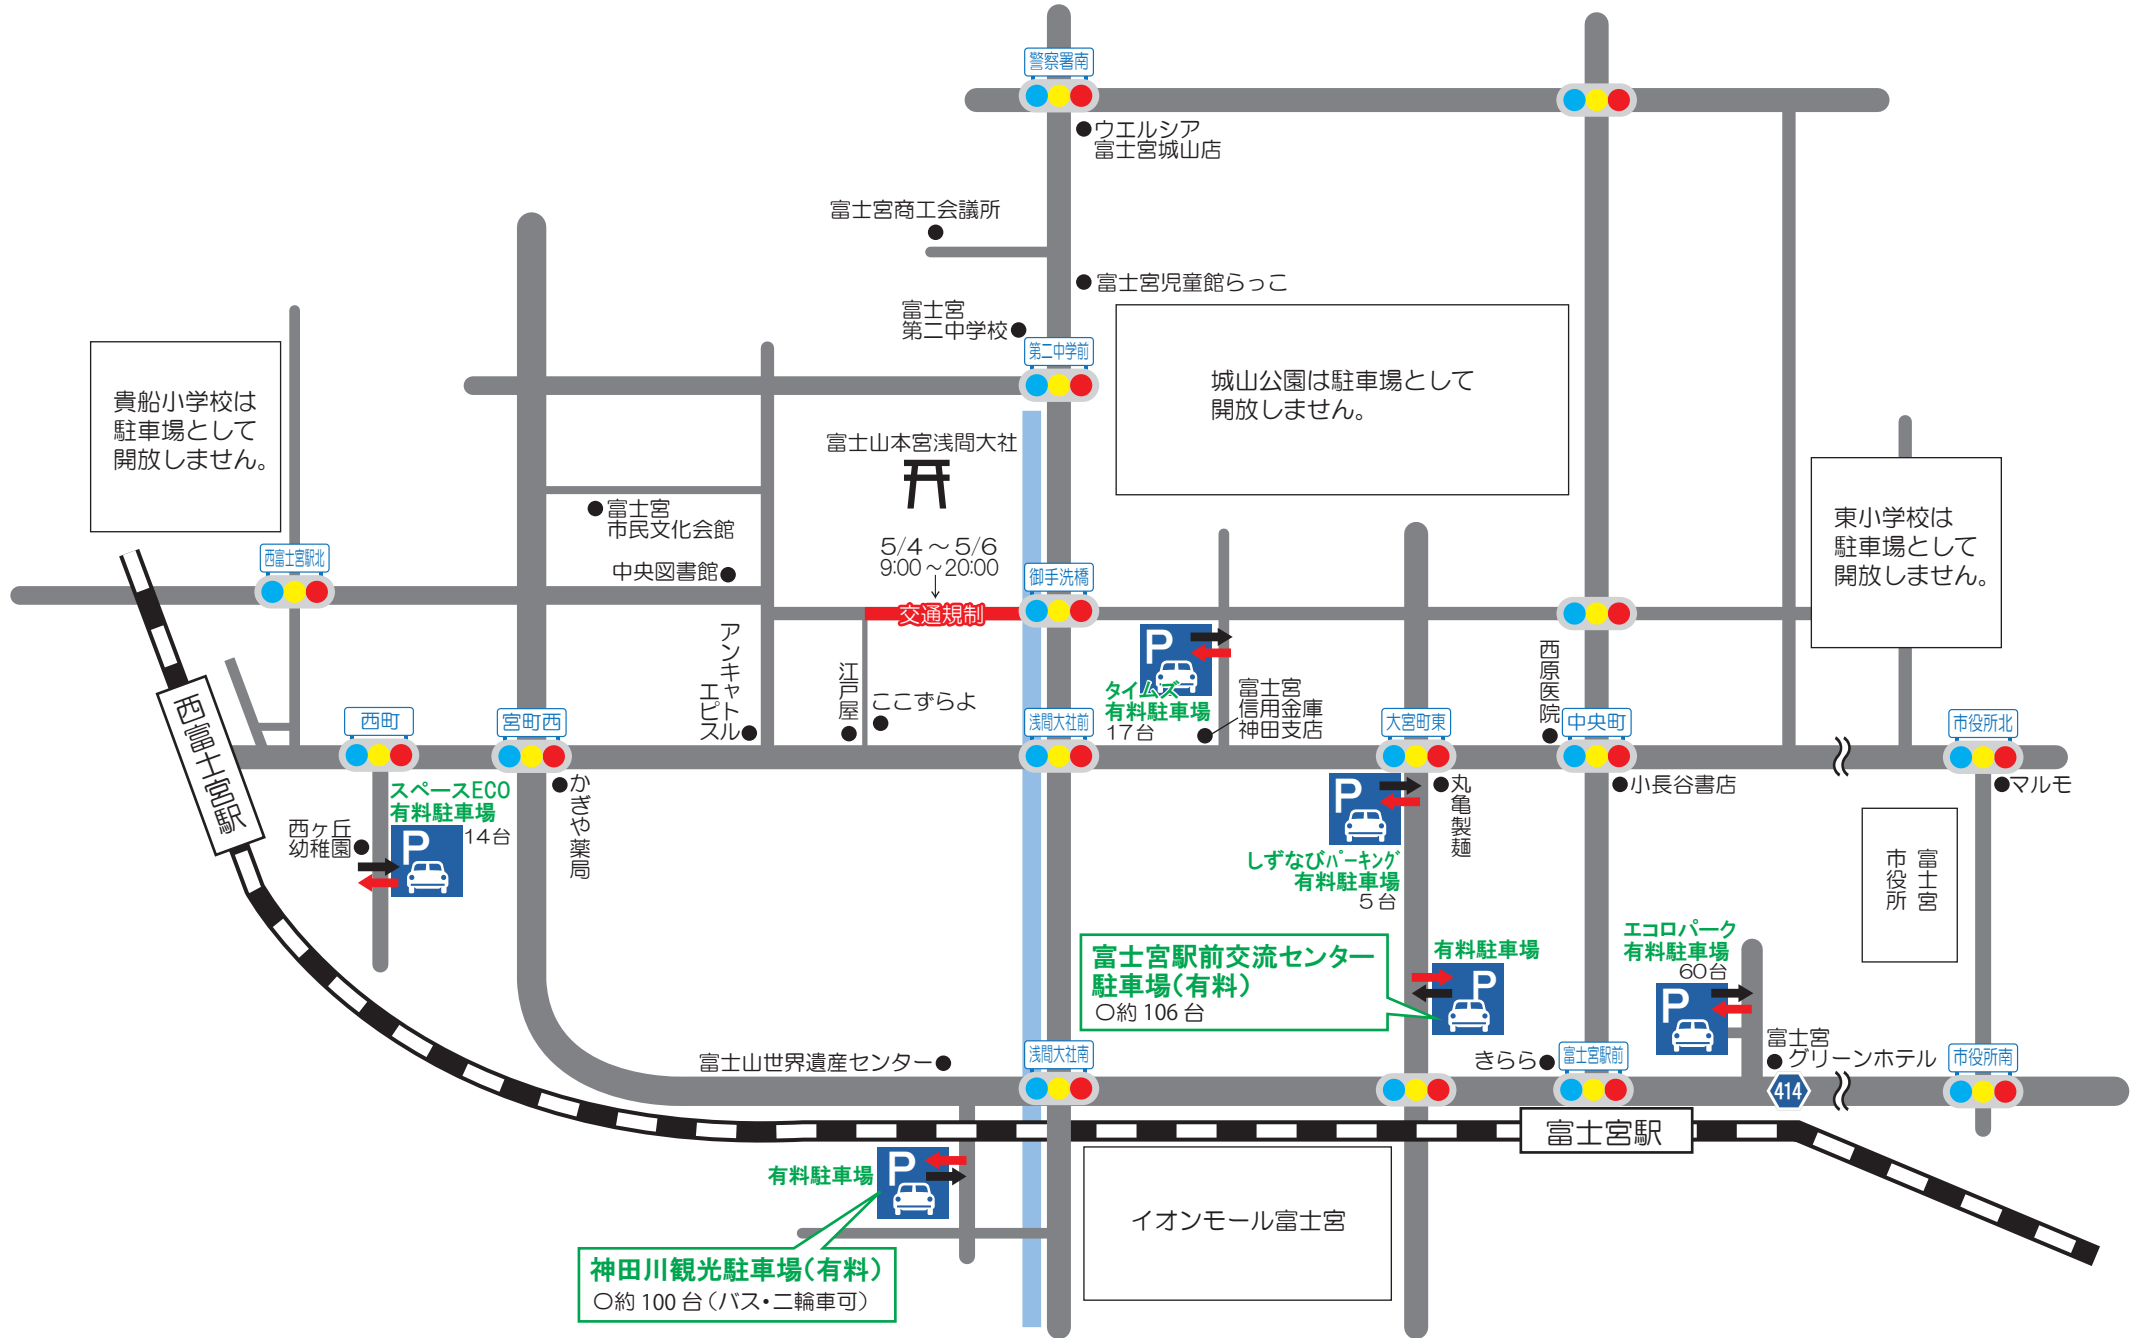 警察署南
ウエルシア
富士宮城山店
富士宮商工会議所
富士宮児童館らっこ
富士宮
第二中学校
第二中学前
貴船小学校は
駐車場として
開放しません。
城山公園は駐車場として
開放しません。
富士山本宮浅間大社
東小学校は
駐車場として
開放しません。
富士宮
市民文化会館
中央図書館
5/4～5/6
9:00～20:00
交通規制
西富士宮駅北
御手洗橋
アンキャトル
エピス
江戸屋
ここずらよ
P
タイムズ
有料駐車場
17台
富士宮
信用金庫
神田支店
西原医院
西富士宮駅
西町
宮町西
浅間大社前
大宮町東
中央町
市役所北
スペースECO
有料駐車場
14台
P
西ヶ丘
幼稚園
かぎや薬局
P
しずなびパーキング
有料駐車場
5台
丸亀製麺
小長谷書店
マルモ
富士宮
市役所
富士宮駅前交流センター
駐車場(有料)
○約106台
有料駐車場
P
エコロパーク
有料駐車場
60台
P
富士宮
グリーンホテル
富士山世界遺産センター
浅間大社南
きらら
富士宮駅前
414
市役所南
富士宮駅
有料駐車場
P
イオンモール富士宮
神田川観光駐車場(有料)
○約100台(バス・二輪車可)